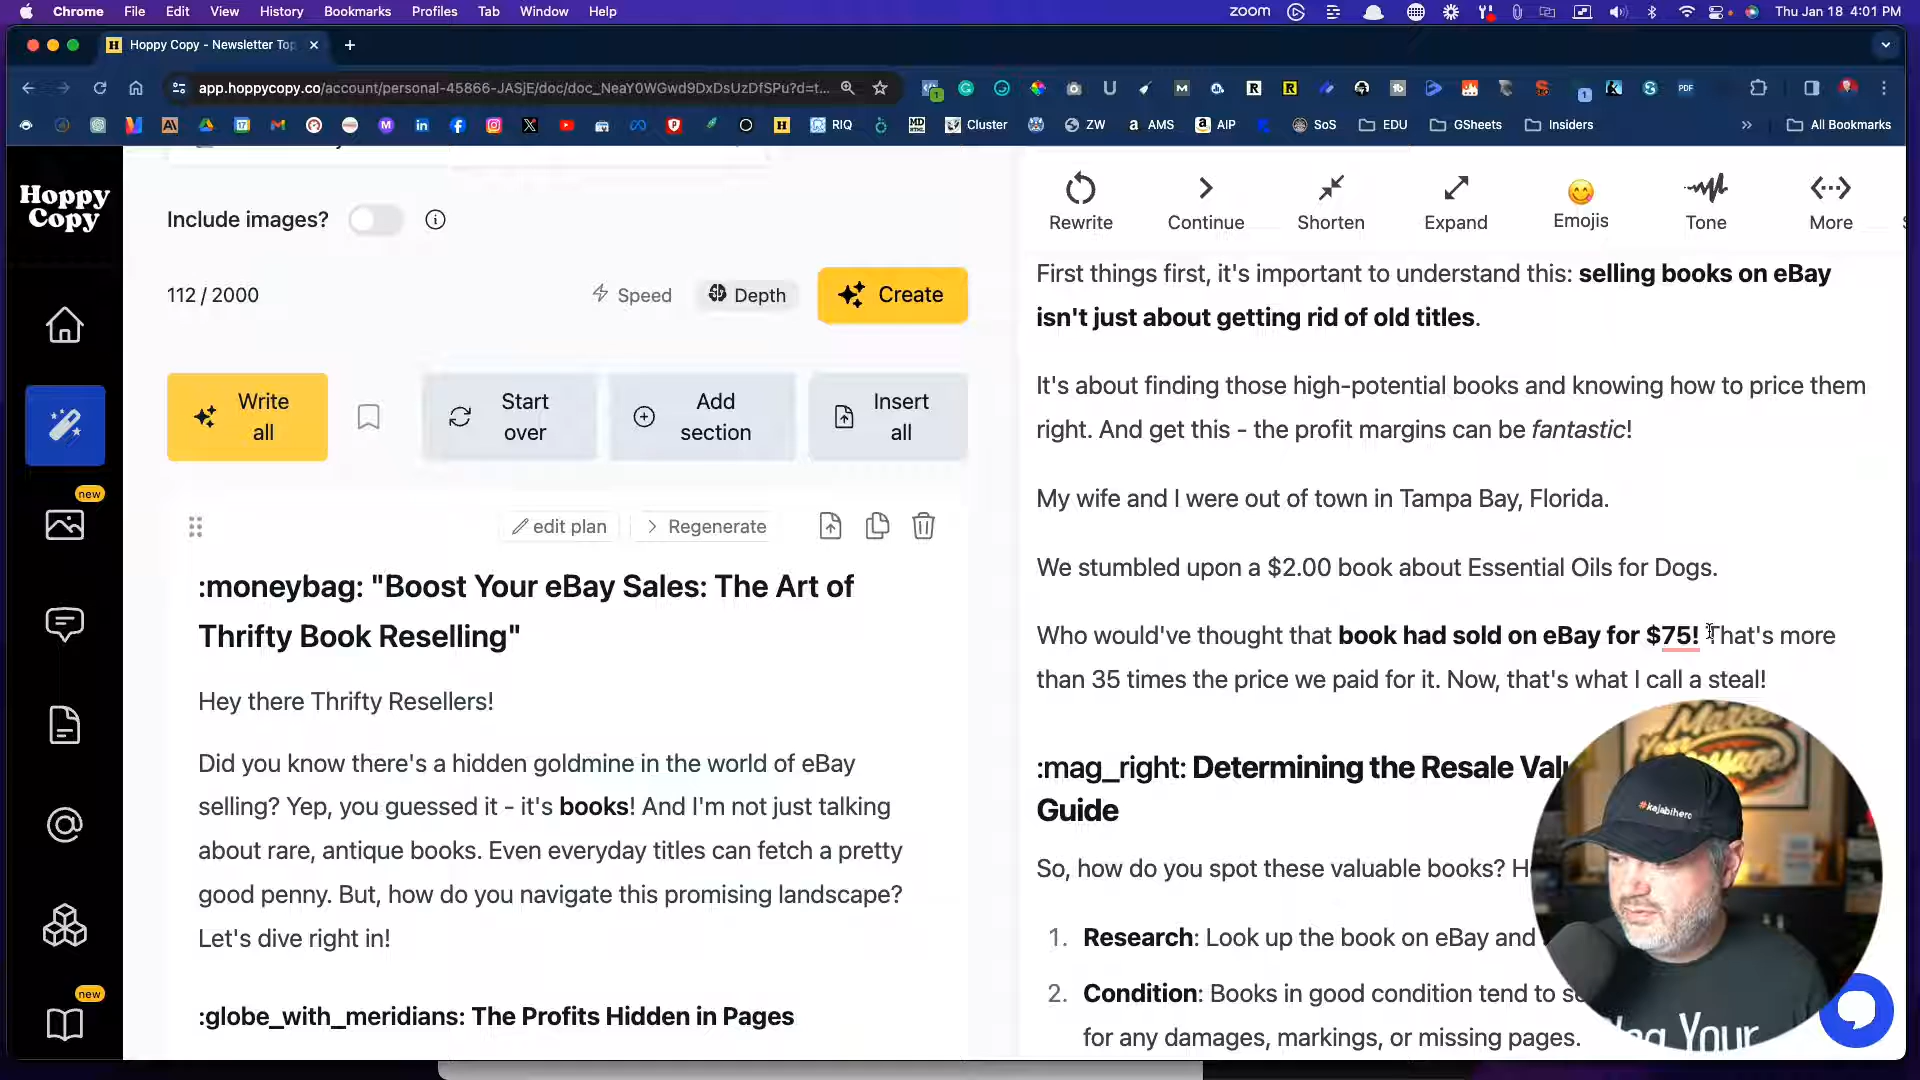 Chrome File Edit View History Bookmarks Profiles Tab Window Help
zoom
Thu Jan 18 4:01 PM
Hoppy Copy - Newsletter Top
app.hoppycopy.co/account/personal-45866-JASjE/doc/doc_NeaY0WGwd9DxDsUzDfSPu?d=t...
RIQ
Cluster
ZW
AMS
AIP
SoS
EDU
GSheets
Insiders
All Bookmarks
Hoppy
Copy
new
new
Include images?
112 / 2000
Speed
Depth
Create
Write
all
Start
over
Add
section
Insert
all
edit plan
Regenerate
:moneybag: "Boost Your eBay Sales: The Art of
Thrifty Book Reselling"
Hey there Thrifty Resellers!
Did you know there's a hidden goldmine in the world of eBay
selling? Yep, you guessed it - it's books! And I'm not just talking
about rare, antique books. Even everyday titles can fetch a pretty
good penny. But, how do you navigate this promising landscape?
Let's dive right in!
:globe_with_meridians: The Profits Hidden in Pages
Rewrite
Continue
Shorten
Expand
Emojis
Tone
More
First things first, it's important to understand this: selling books on eBay
isn't just about getting rid of old titles.
It's about finding those high-potential books and knowing how to price them
right. And get this - the profit margins can be fantastic!
My wife and I were out of town in Tampa Bay, Florida.
We stumbled upon a $2.00 book about Essential Oils for Dogs.
Who would've thought that book had sold on eBay for $75! That's more
than 35 times the price we paid for it. Now, that's what I call a steal!
:mag_right: Determining the Resale
Guide
So, how do you spot these valuable books?
1. Research: Look up the book on eBay and
2. Condition: Books in good condition tend to
for any damages, markings, or missing pages.
#kajabihero
Your